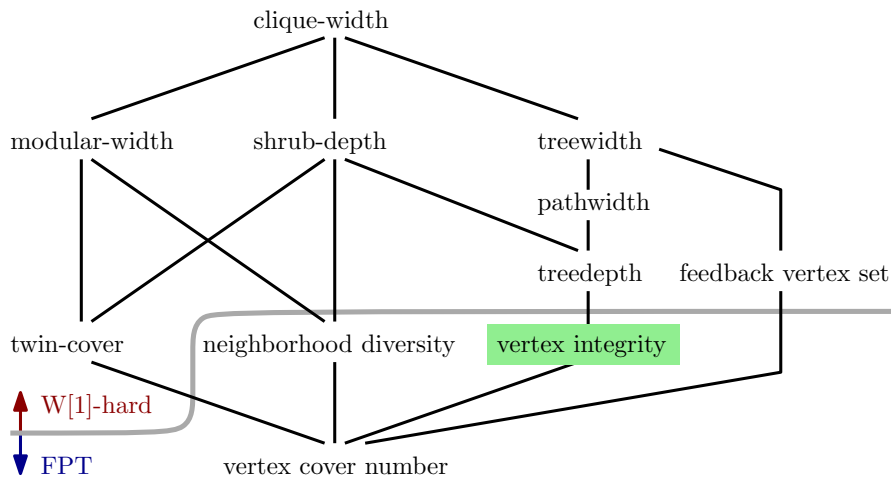 clique-width
modular-width
shrub-depth
treewidth
pathwidth
treedepth
feedback vertex set
twin-cover
neighborhood diversity
vertex integrity
W[1]-hard
FPT
vertex cover number